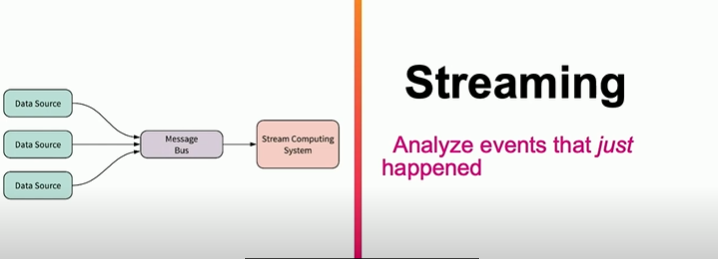 Data Source
Data Source
Data Source
Message
Bus
Stream Computing
System
Streaming
Analyze events that just
happened